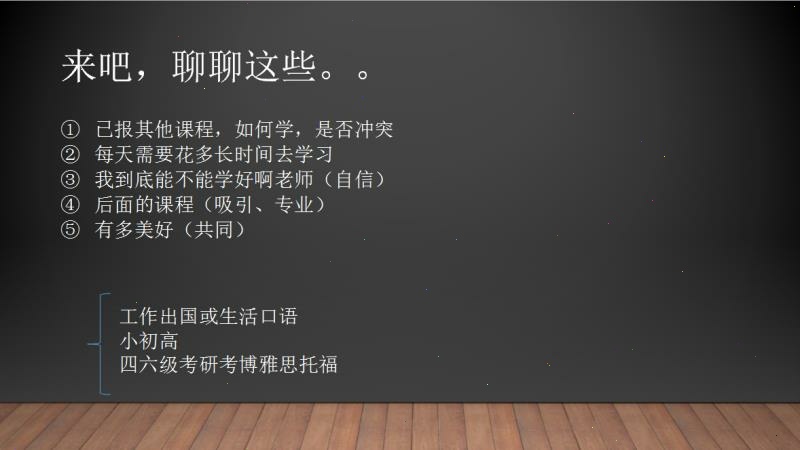 来吧，聊聊这些。。
① 已报其他课程，如何学，是否冲突
② 每天需要花多长时间去学习
③ 我到底能不能学好啊老师（自信）
④ 后面的课程（吸引、专业）
⑤ 有多美好（共同）
工作出国或生活口语
小初高
四六级考研考博雅思托福